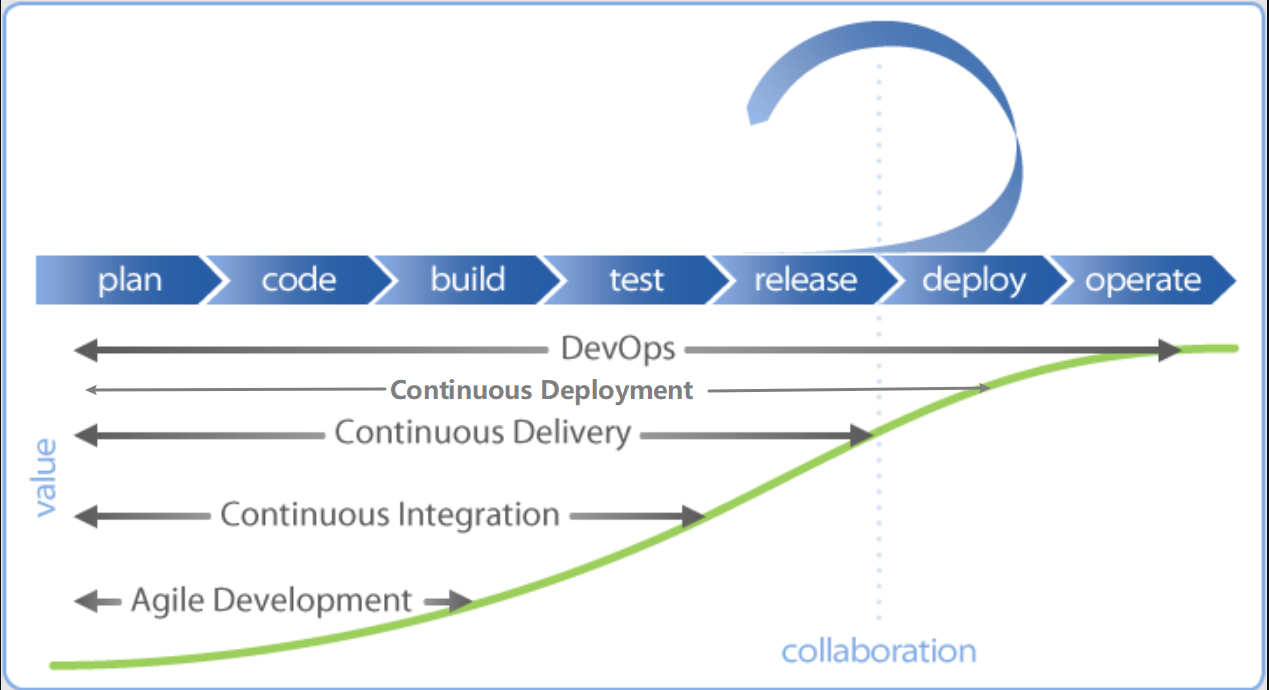 plan code build test release deploy operate
DevOps
Continuous Deployment
Continuous Delivery
value
Continuous Integration
Agile Development
collaboration